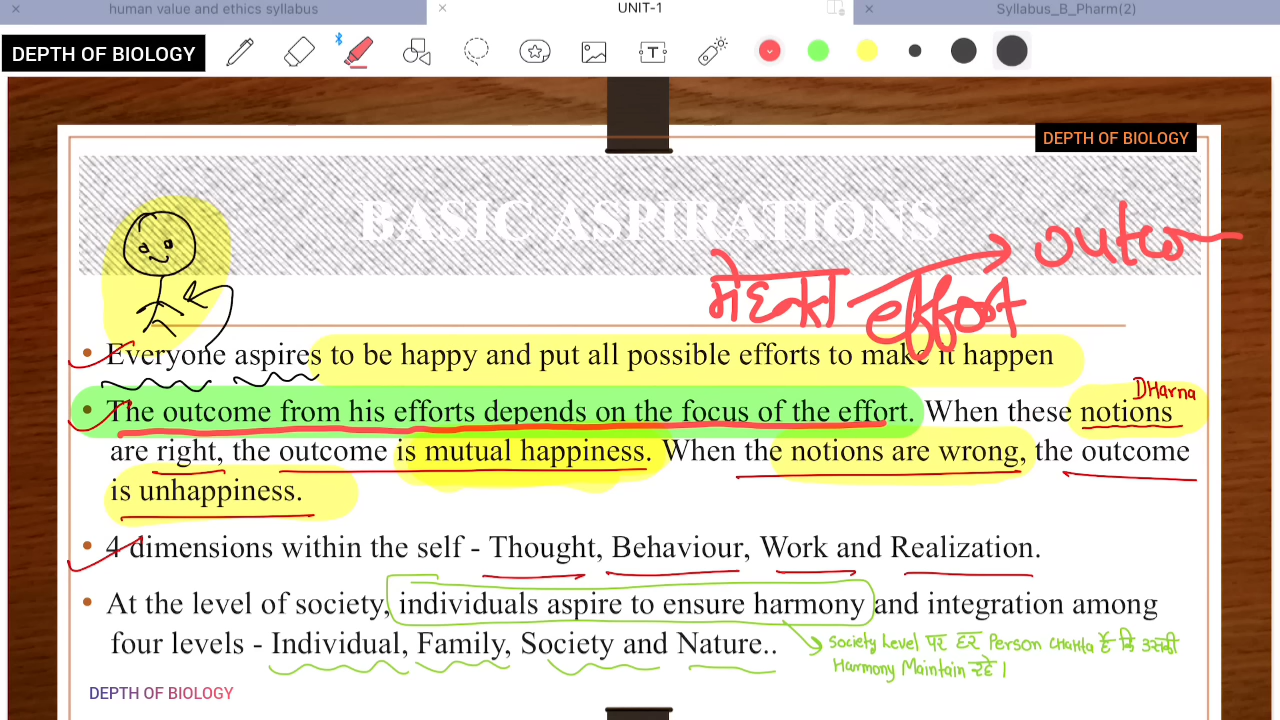 human value and ethics syllabus
UNIT-1
Syllabus_B_Pharm(2)
DEPTH OF BIOLOGY
DEPTH OF BIOLOGY
BASIC ASPIRATIONS
मेहनत effort outcom
• Everyone aspires to be happy and put all possible efforts to make it happen
DHarna
• The outcome from his efforts depends on the focus of the effort. When these notions
are right, the outcome is mutual happiness. When the notions are wrong, the outcome
is unhappiness.
• 4 dimensions within the self - Thought, Behaviour, Work and Realization.
• At the level of society, individuals aspire to ensure harmony and integration among
four levels - Individual, Family, Society and Nature..
Society Level पर हर Person chahta है कि उसकी
Harmony Maintain रहे।
DEPTH OF BIOLOGY